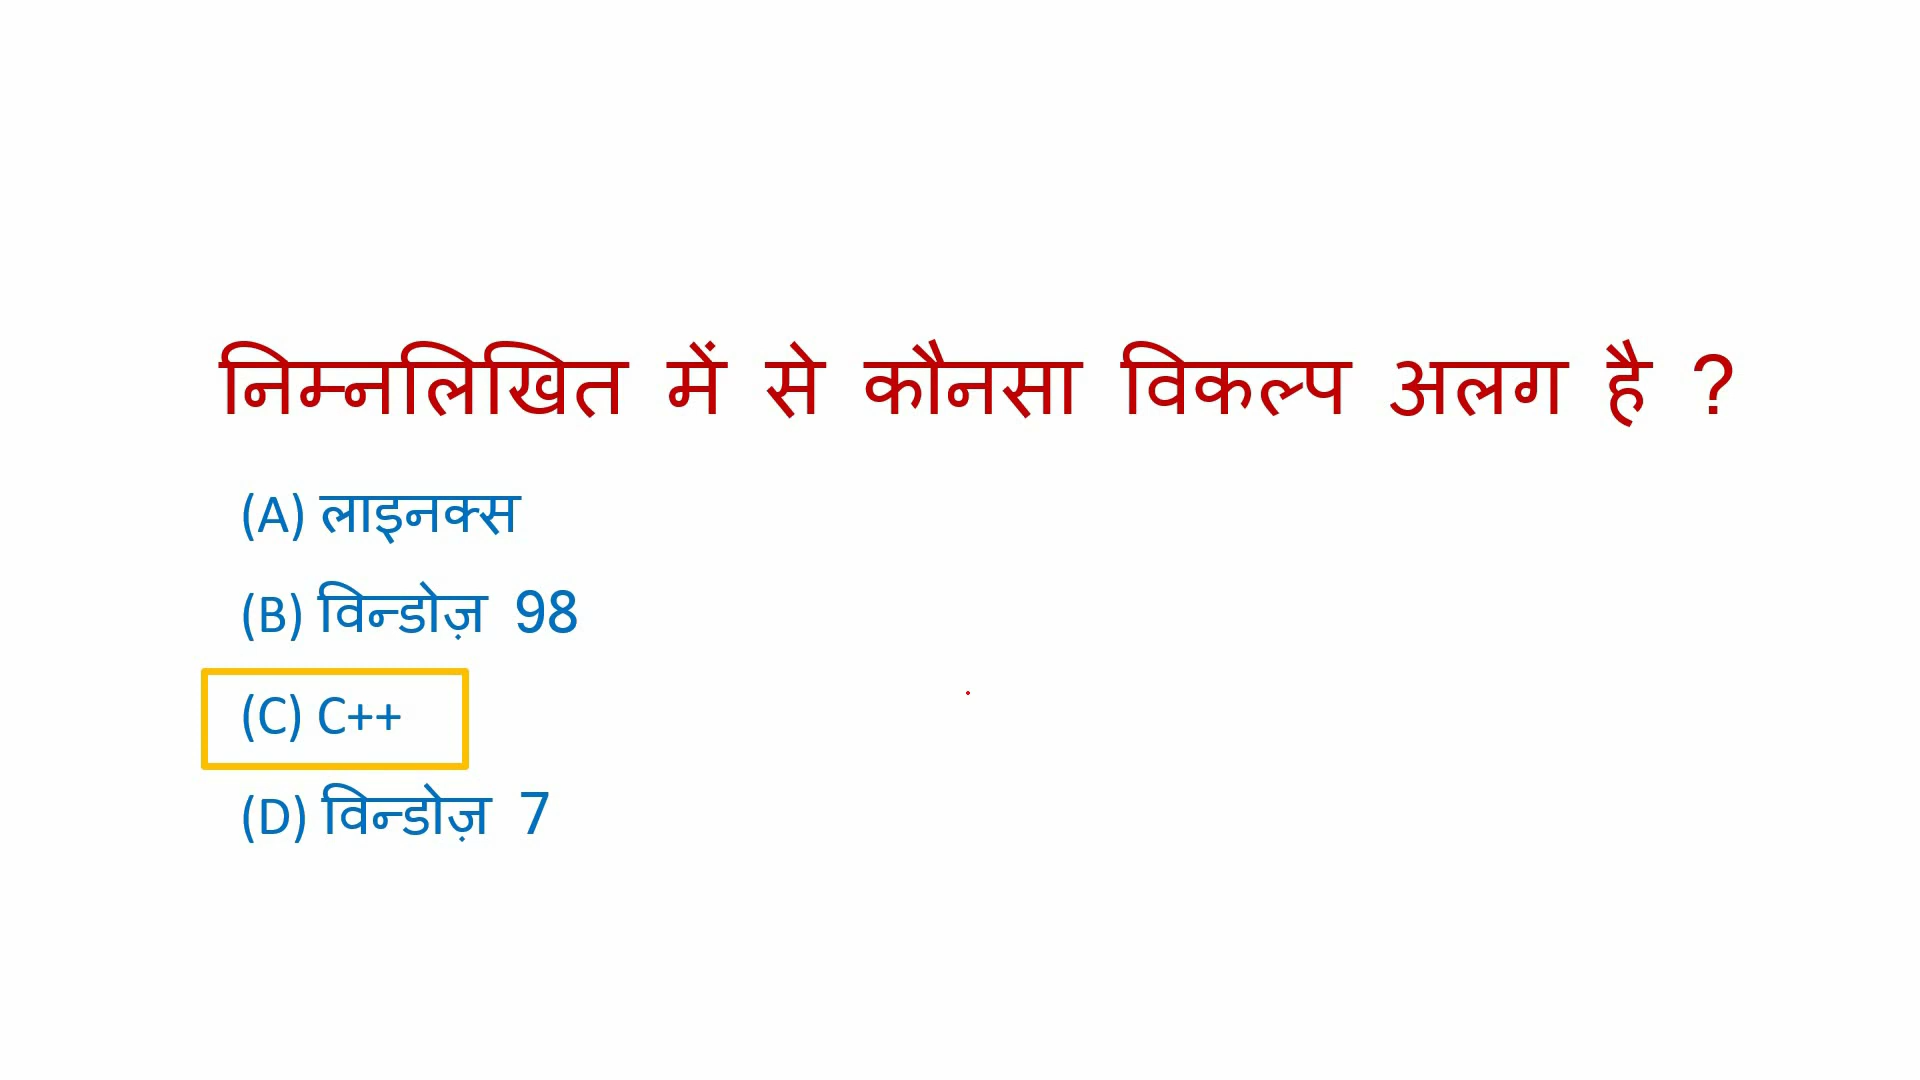 निम्नलिखित में से कौनसा विकल्प अलग है ?
(A) लाइनक्स
(B) विन्डोज़ 98
(C) C++
(D) विन्डोज़ 7